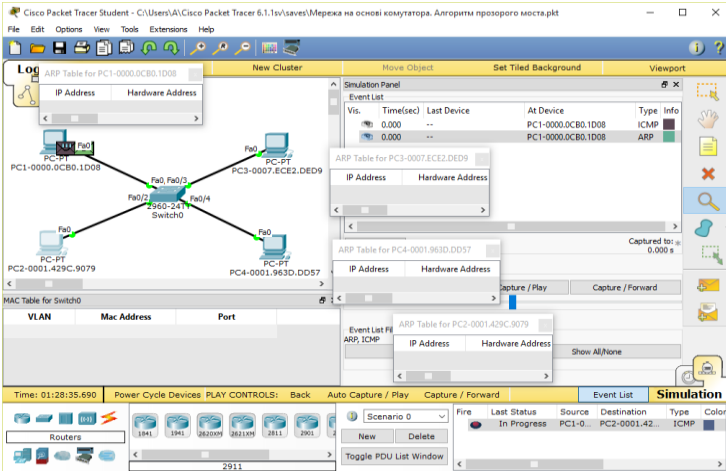 Cisco Packet Tracer Student - C:\Users\A\Cisco Packet Tracer 6.1.1sv\saves\Мережа на основі комутатора. Алгоритм прозорого моста.pkt
File Edit Options View Tools Extensions Help
New Cluster Move Object Set Tiled Background Viewport
ARP Table for PC1-0000.0CB0.1D08
IP Address Hardware Address
Simulation Panel
Event List
Vis. Time(sec) Last Device At Device Type Info
0.000 -- PC1-0000.0CB0.1D08 ICMP
0.000 -- PC1-0000.0CB0.1D08 ARP
Fa0
PC-PT
PC1-0000.0CB0.1D08
Fa0
PC-PT
PC3-0007.ECE2.DED9
Fa0, Fa0/3
Fa0/2 Fa0/4
2960-24TT
Switch0
Fa0
PC-PT
PC2-0001.429C.9079
Fa0
PC-PT
PC4-0001.963D.DD57
ARP Table for PC3-0007.ECE2.DED9
IP Address Hardware Address
ARP Table for PC4-0001.963D.DD57
IP Address Hardware Address
Captured to:
0.000 s
Capture / Play Capture / Forward
ARP Table for PC2-0001.429C.9079
IP Address Hardware Address
Event List Fil
ARP, ICMP
Show All/None
MAC Table for Switch0
VLAN Mac Address Port
Time: 01:28:35.690 Power Cycle Devices PLAY CONTROLS: Back Auto Capture / Play Capture / Forward Event List Simulation
Routers
1841 1941 2620XM 2621XM 2811 2901
2911
Scenario 0
New Delete
Toggle PDU List Window
Fire Last Status Source Destination Type Color
In Progress PC1-0... PC2-0001.42... ICMP